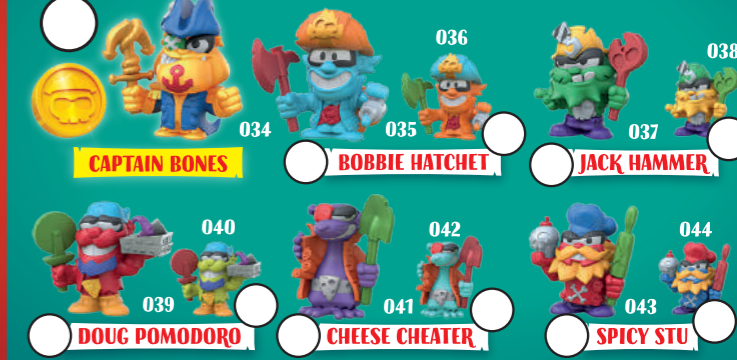 036
038
034
035
037
CAPTAIN BONES
BOBBIE HATCHET
JACK HAMMER
040
042
044
039
041
043
DOUG POMODORO
CHEESE CHEATER
SPICY STU